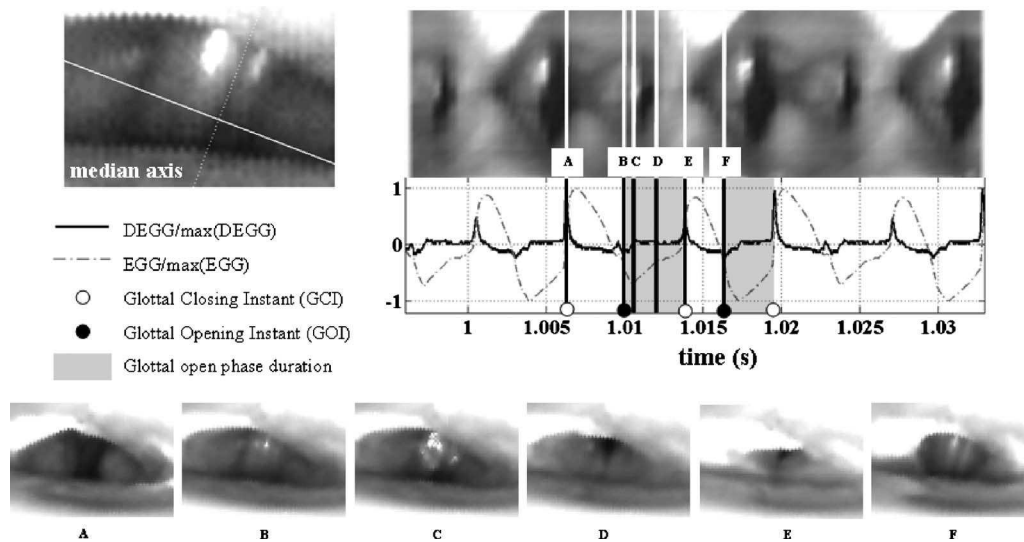 median axis
A
B
C
D
E
F
DEGG/max(DEGG)
EGG/max(EGG)
Glottal Closing Instant (GCI)
Glottal Opening Instant (GOI)
Glottal open phase duration
1
0
-1
1 1.005 1.01 1.015 1.02 1.025 1.03
time (s)
A B C D E F